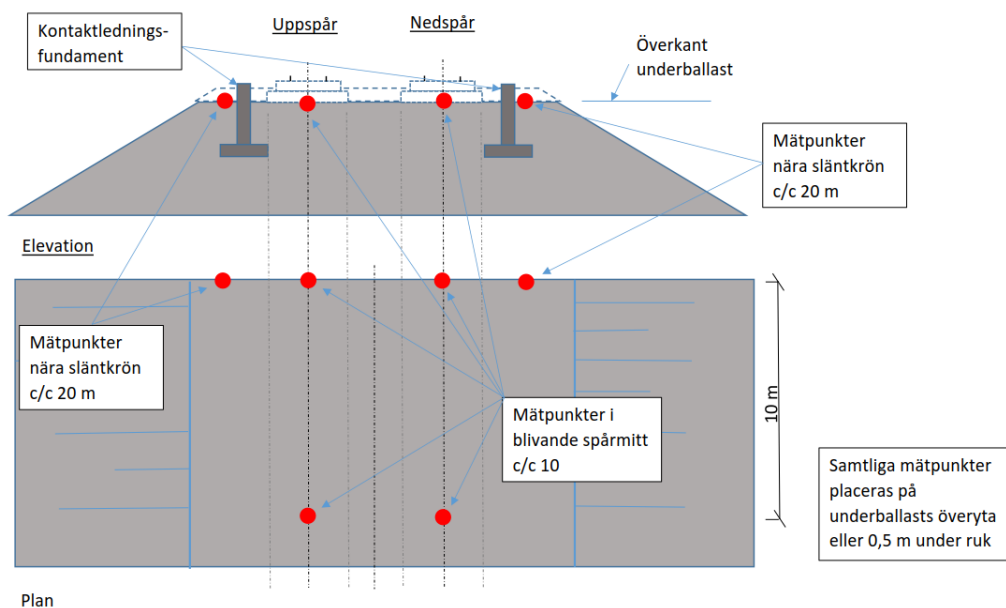 Uppspår
Nedspår
Kontaktlednings-
fundament
Överkant
underballast
Mätpunkter
nära släntkrön
c/c 20 m
Elevation
Mätpunkter
nära släntkrön
c/c 20 m
Mätpunkter i
blivande spårmitt
c/c 10
10 m
Samtliga mätpunkter
placeras på
underballasts överyta
eller 0,5 m under ruk
Plan